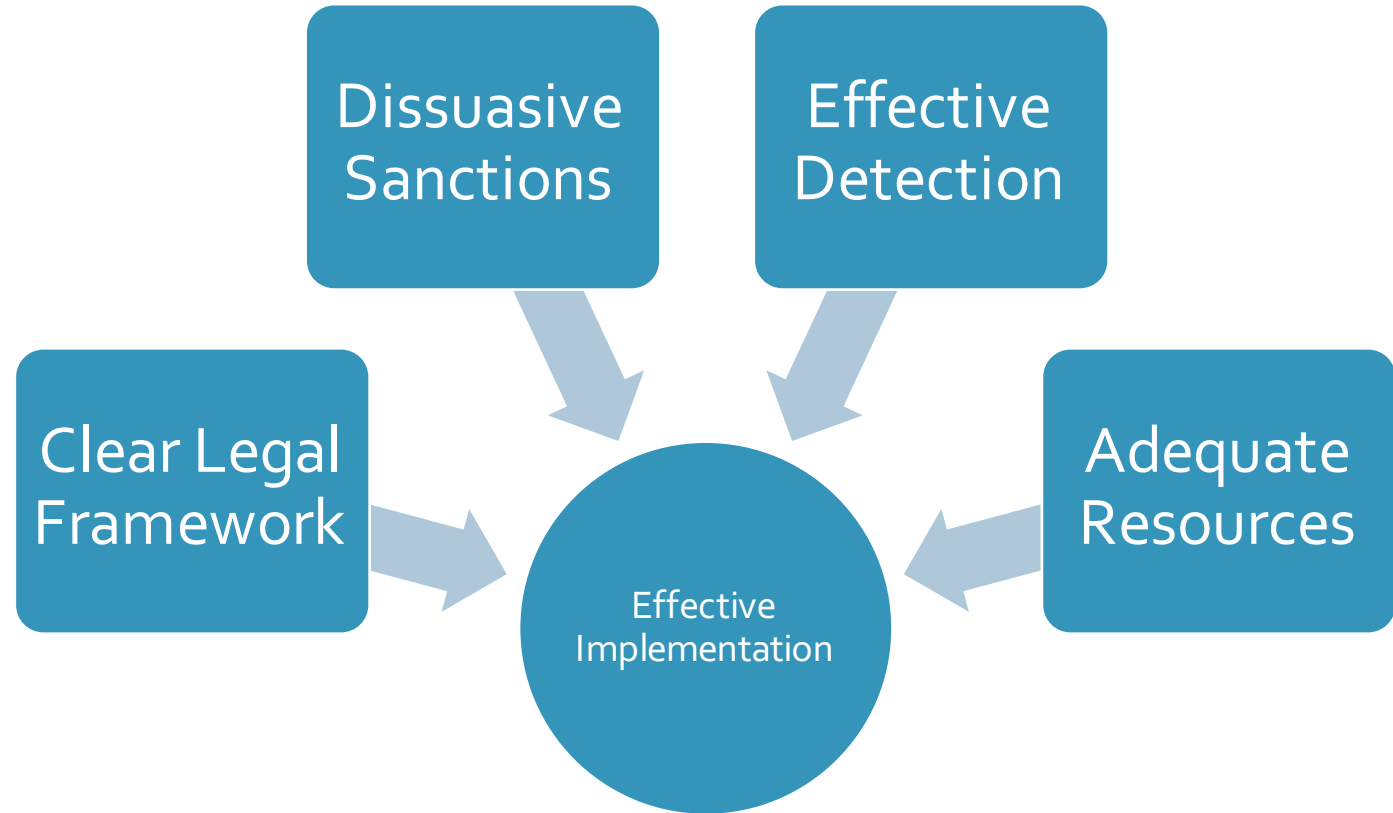 Dissuasive
Sanctions
Effective
Detection
Clear Legal
Framework
Adequate
Resources
Effective
Implementation